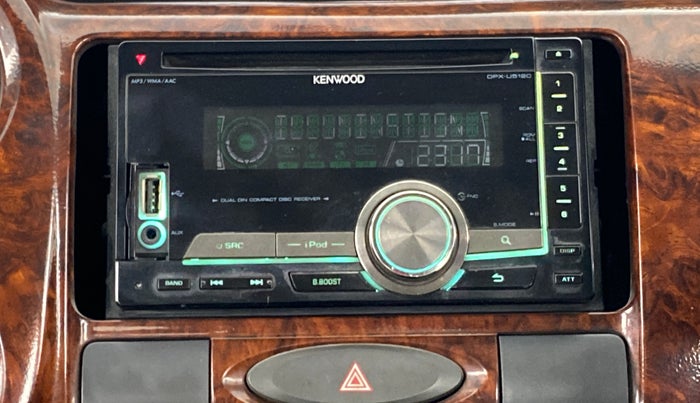 KENWOOD
DPX-U5120
MP3/WMA/AAC
1
2
SCAN
3
4
REP
5
6
DUAL DIN COMPACT DISC RECEIVER
FNC
AUX
B.MODE
SRC
iPod
DISP
BAND
B.BOOST
ATT